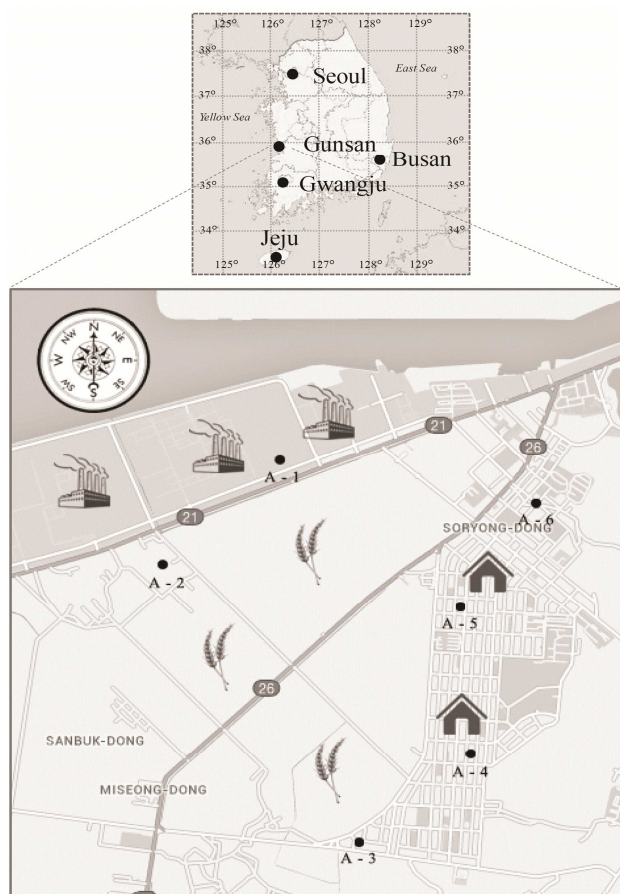 125° 126° 127° 128° 129°
38° 38°
Seoul
East Sea
37° 37°
Yellow Sea
36° Gunsan 36°
Busan
35° Gwangju 35°
34° Jeju 34°
125° 126° 127° 128° 129°
N
NW NE
W E
SW SE
S
21
26
A - 1
21
SORYONG-DONG
A - 6
A - 2
A - 5
26
SANBUK-DONG
A - 4
MISEONG-DONG
A - 3